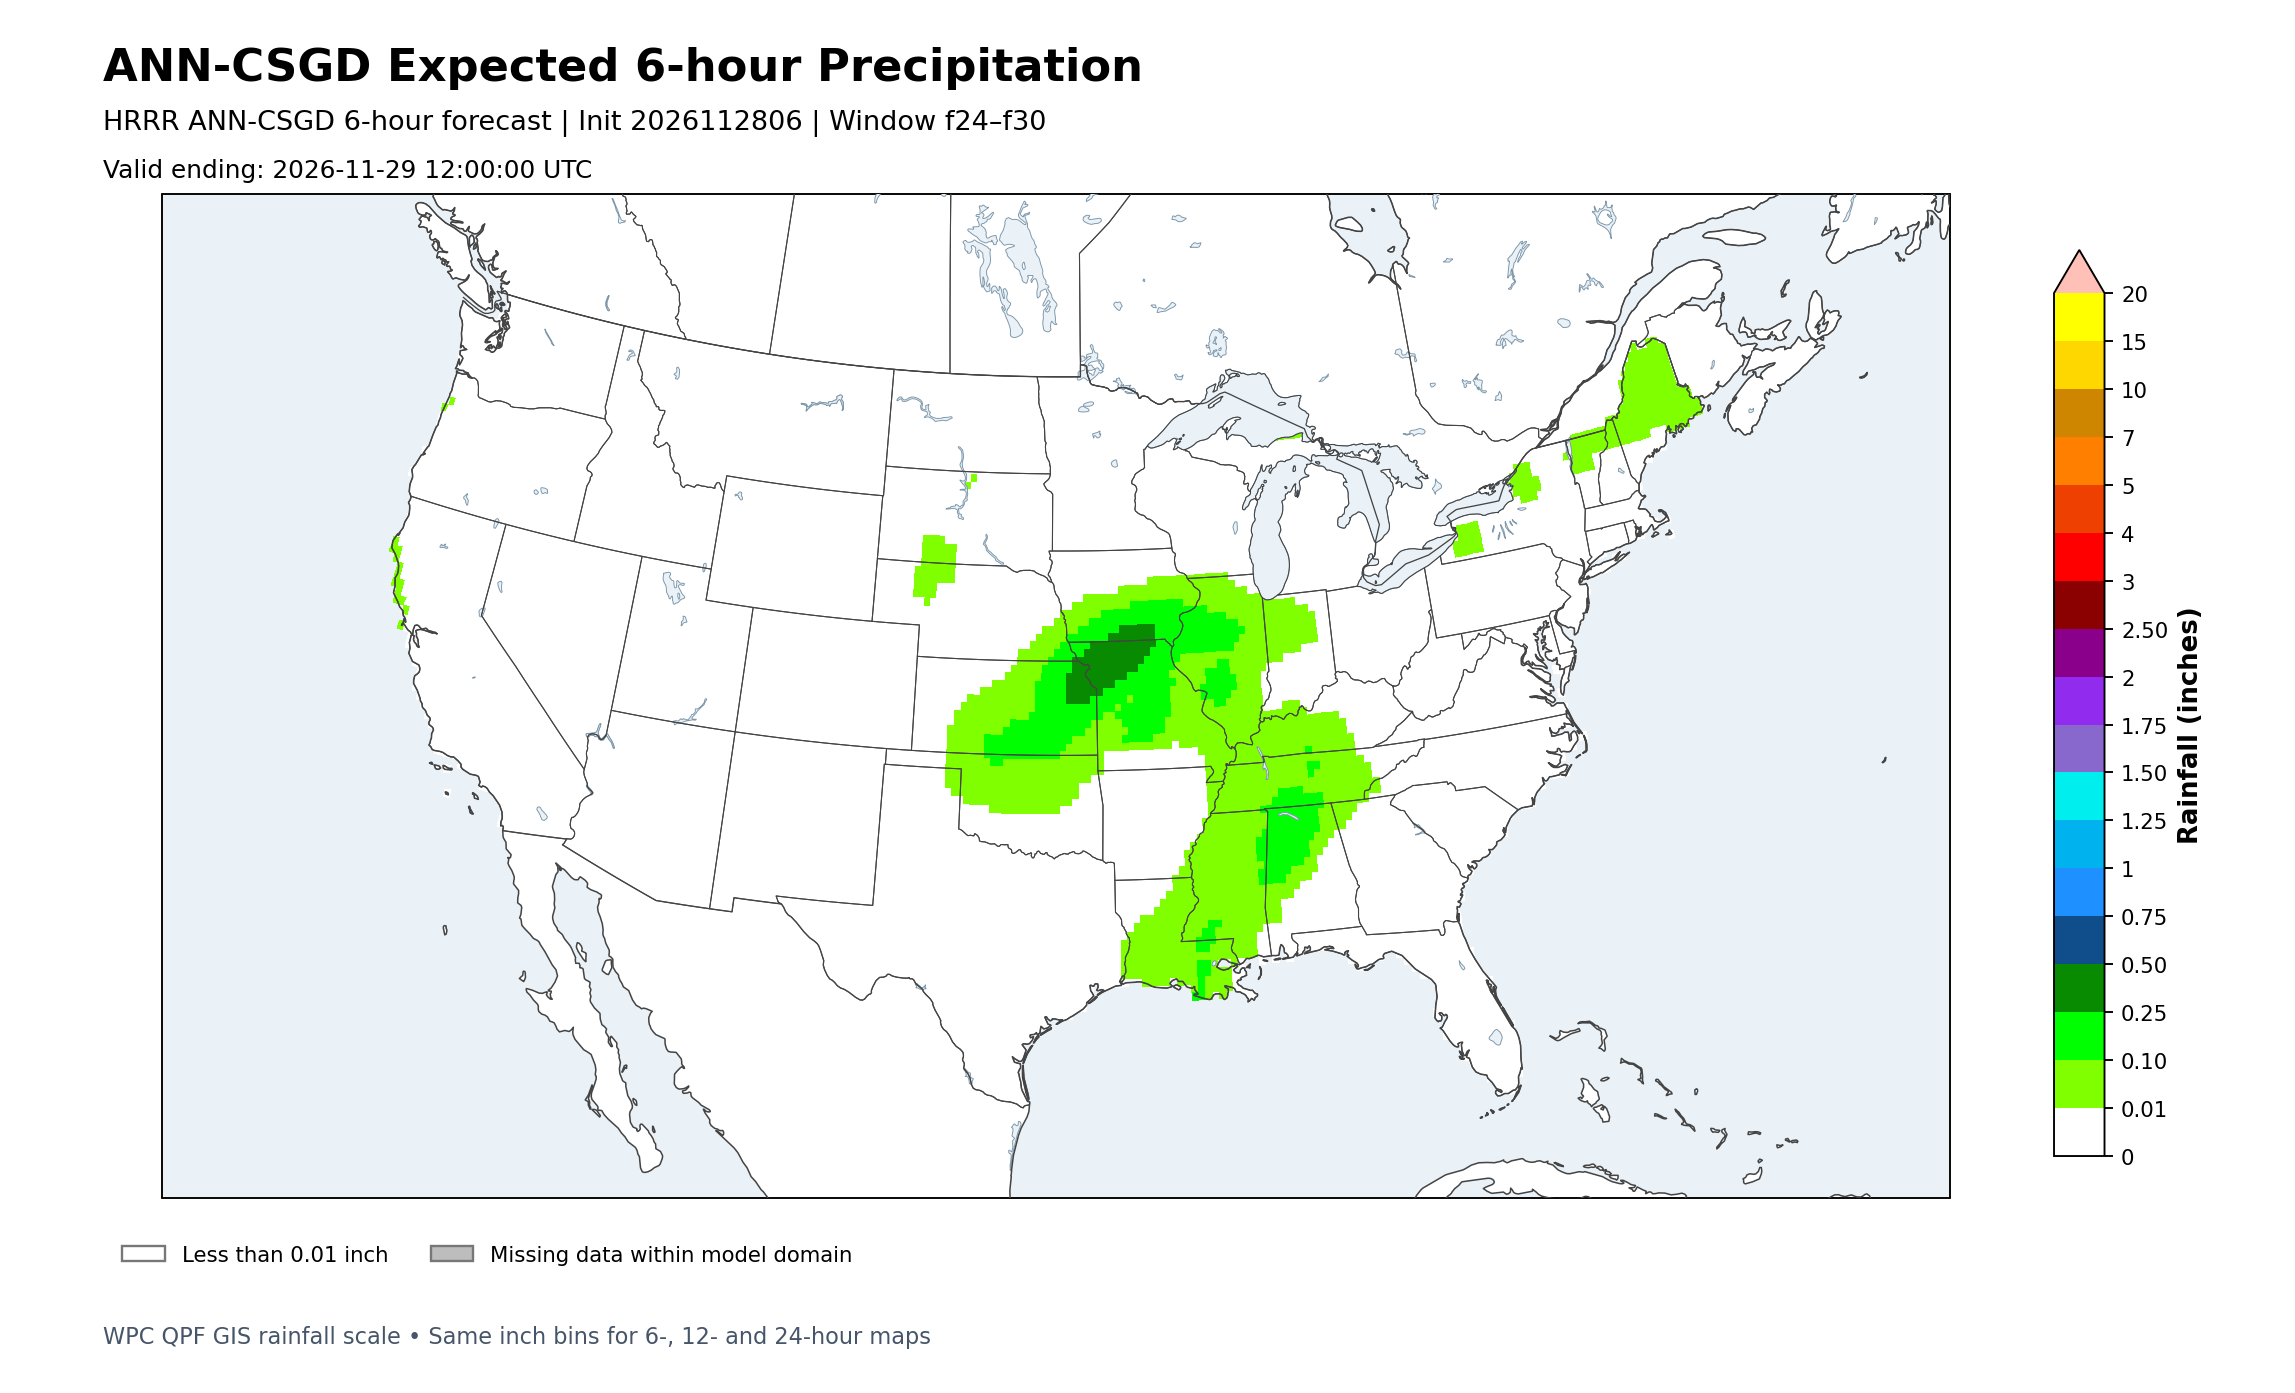 ANN-CSGD Expected 6-hour Precipitation
HRRR ANN-CSGD 6-hour forecast | Init 2026112806 | Window f24–f30
Valid ending: 2026-11-29 12:00:00 UTC
20
15
10
7
5
4
3
2.50
2
1.75
1.50
1.25
1
0.75
0.50
0.25
0.10
0.01
0
Rainfall (inches)
Less than 0.01 inch
Missing data within model domain
WPC QPF GIS rainfall scale • Same inch bins for 6-, 12- and 24-hour maps